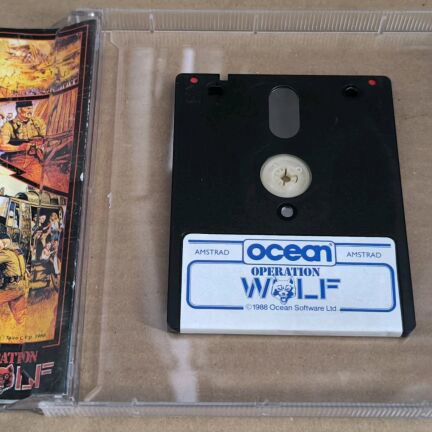 AMSTRAD ocean AMSTRAD
OPERATION
WOLF
© 1988 Ocean Software Ltd